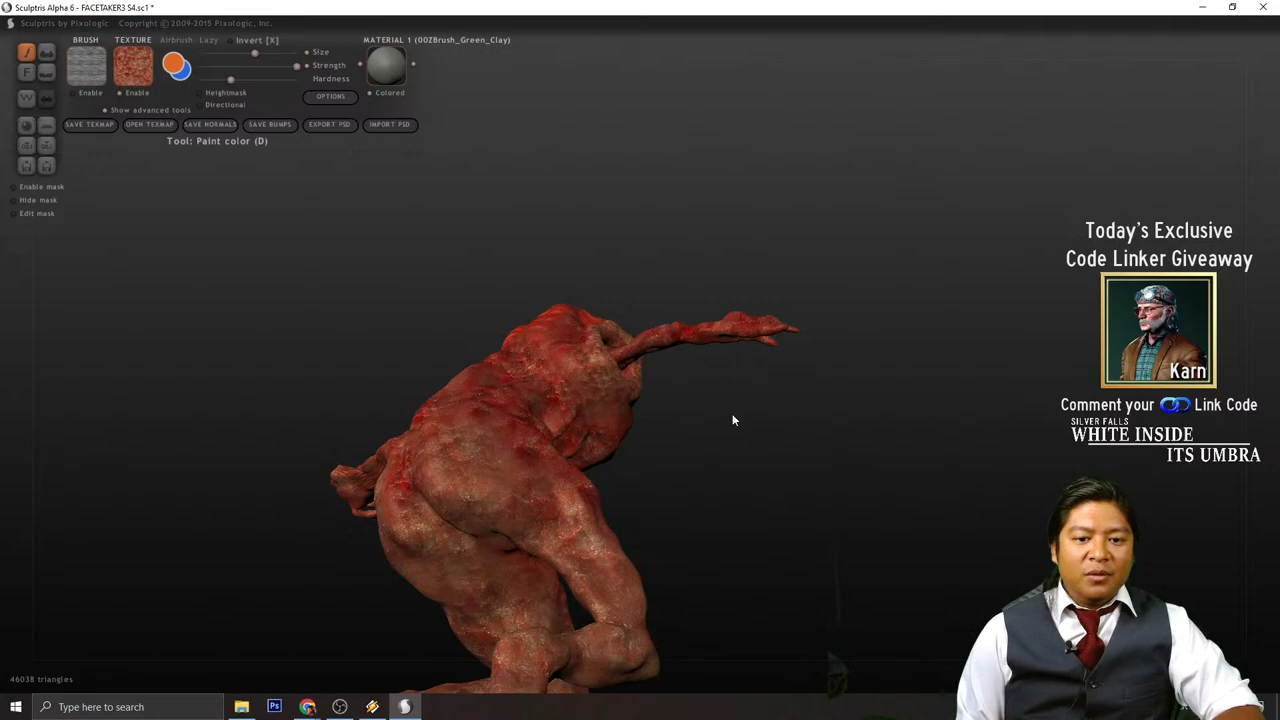 Sculptris Alpha 6 - FACETAKER3 S4.sc1 *
Sculptris by Pixologic Copyright © 2009-2015 Pixologic, Inc.
BRUSH TEXTURE Airbrush Lazy Invert [X] MATERIAL 1 (00ZBrush_Green_Clay)
Size
Strength
Hardness
Enable Enable Heightmask Colored
OPTIONS
Directional
Show advanced tools
SAVE TEXMAP OPEN TEXMAP SAVE NORMALS SAVE BUMPS EXPORT PSD IMPORT PSD
Tool: Paint color (D)
F
W
OBJ OBJ
Enable mask
Hide mask
Edit mask
Today's Exclusive
Code Linker Giveaway
Karn
Comment your Link Code
SILVER FALLS
WHITE INSIDE
ITS UMBRA
46038 triangles
Ps
Type here to search